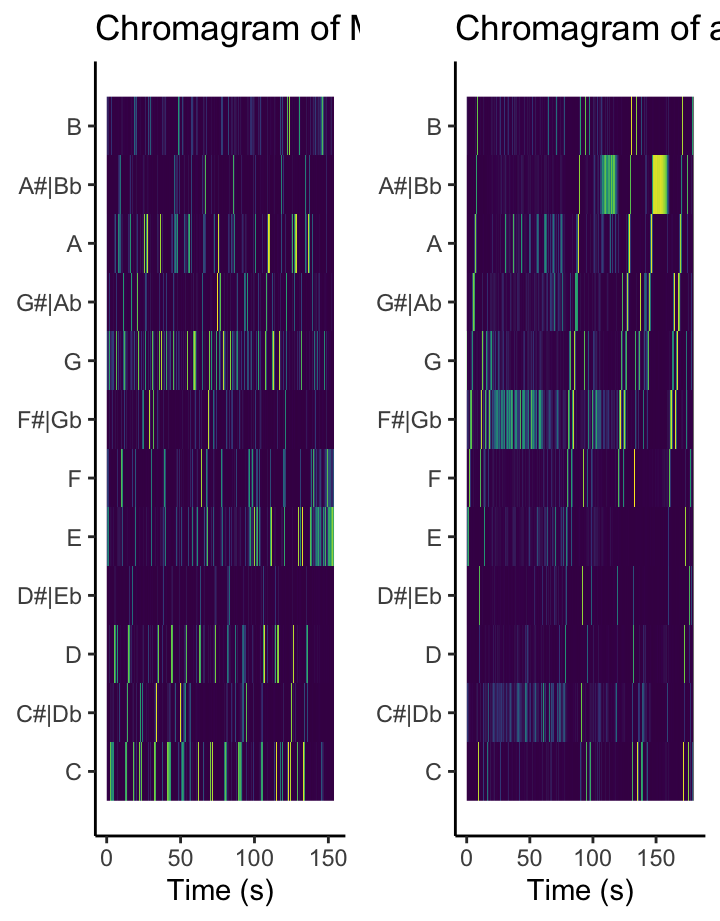 Chromagram of
B
A#|Bb
A
G#|Ab
G
F#|Gb
F
E
D#|Eb
D
C#|Db
C
0 50 100 150
Time (s)
Chromagram of
B
A#|Bb
A
G#|Ab
G
F#|Gb
F
E
D#|Eb
D
C#|Db
C
0 50 100 150
Time (s)